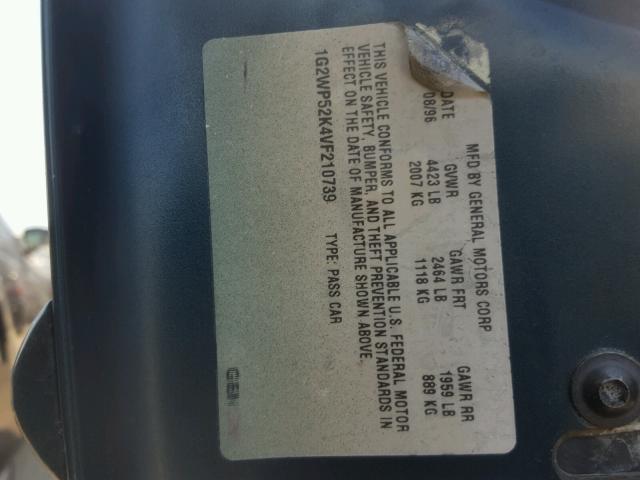 MFD BY GENERAL MOTORS CORP
DATE GVWR GAWR FRT GAWR RR
08/96 4423 LB 2464 LB 1959 LB
2007 KG 1118 KG 889 KG
THIS VEHICLE CONFORMS TO ALL APPLICABLE U.S. FEDERAL MOTOR
VEHICLE SAFETY, BUMPER, AND THEFT PREVENTION STANDARDS IN
EFFECT ON THE DATE OF MANUFACTURE SHOWN ABOVE.
1G2WP52K4VF210739 TYPE: PASS CAR